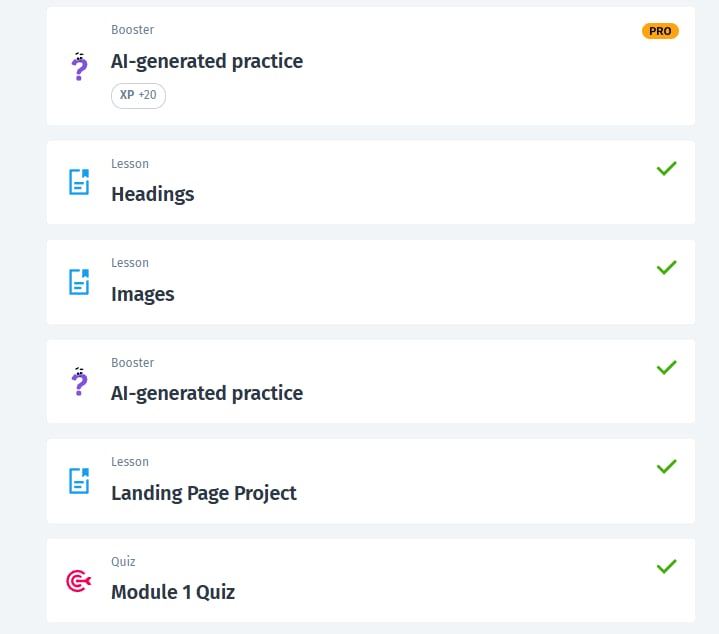 Booster
PRO
AI-generated practice
XP +20
Lesson
Headings
Lesson
Images
Booster
AI-generated practice
Lesson
Landing Page Project
Quiz
Module 1 Quiz